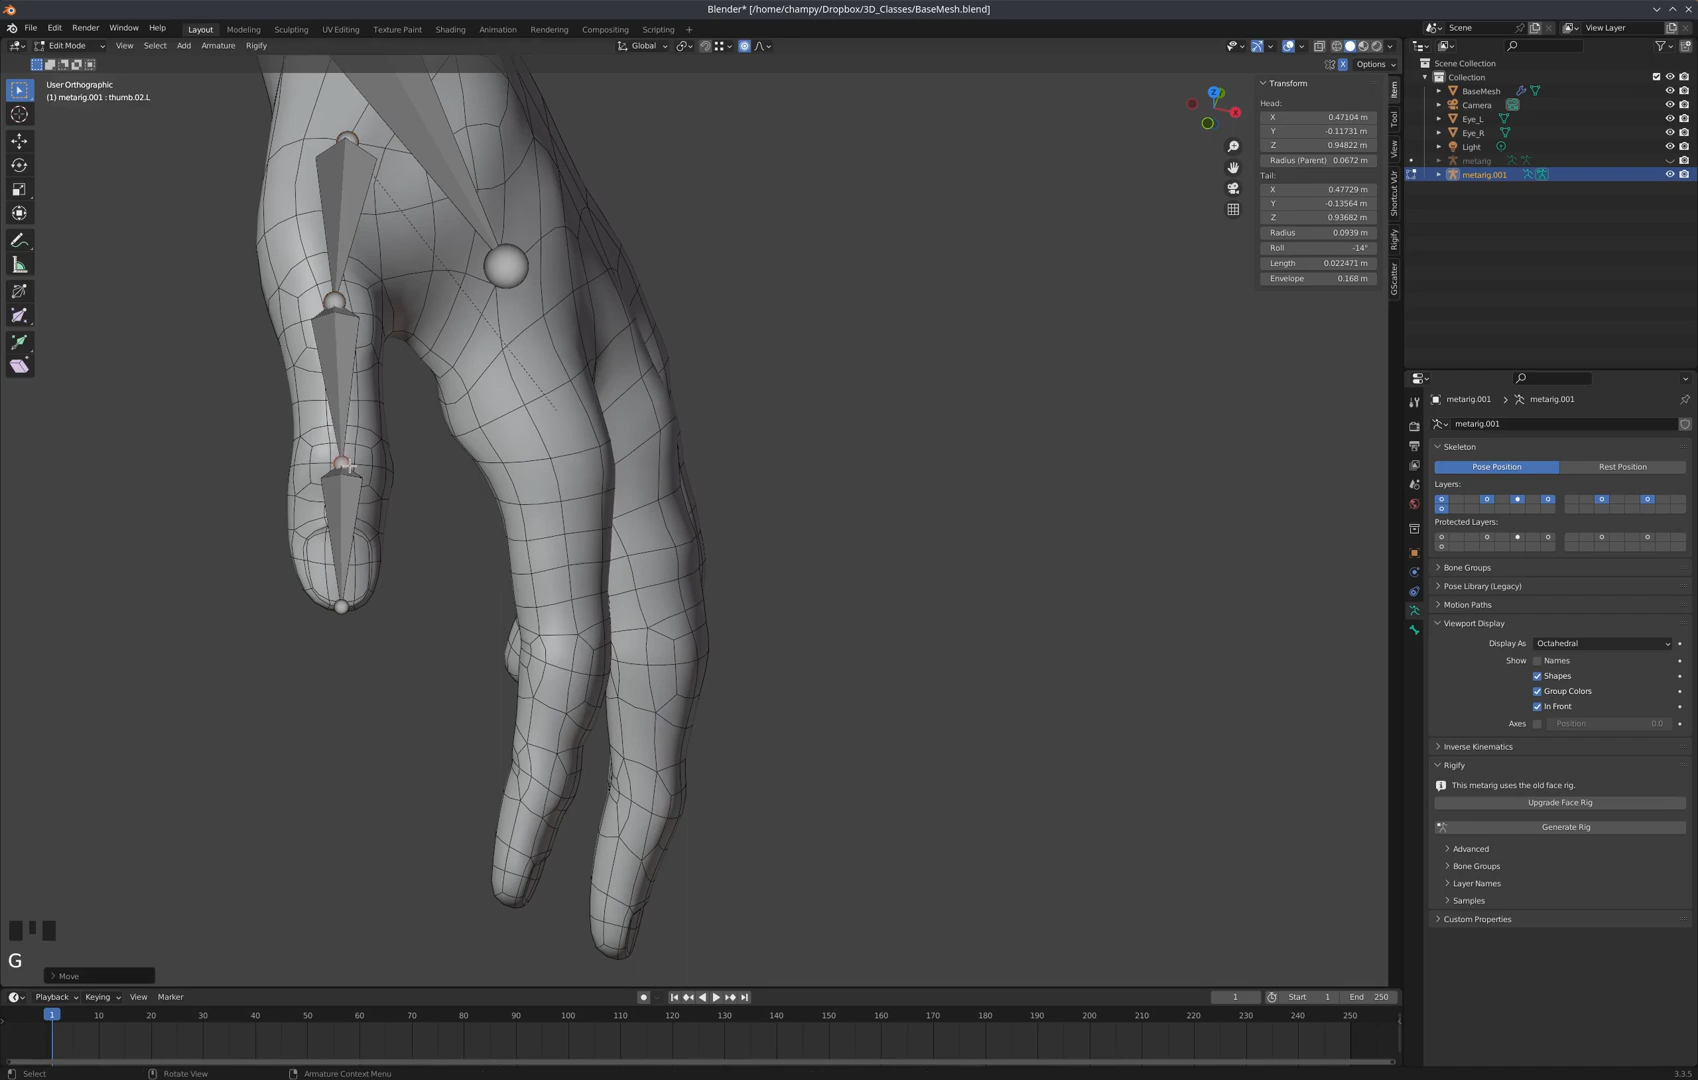 Blender* [/home/champy/Dropbox/3D_Classes/BaseMesh.blend]
File Edit Render Window Help Layout Modeling Sculpting UV Editing Texture Paint Shading Animation Rendering Compositing Scripting + Scene View Layer
Edit Mode View Select Add Armature Rigify Global
Options
User Orthographic
(1) metarig.001 : thumb.02.L
Transform
Head:
X 0.47104 m
Y -0.11731 m
Z 0.94822 m
Radius (Parent) 0.0672 m
Tail:
X 0.47729 m
Y -0.13564 m
Z 0.93682 m
Radius 0.0939 m
Roll -14°
Length 0.022471 m
Envelope 0.168 m
Item
Tool
View
Shortcut VUr
Rigify
GScatter
Z
X
Scene Collection
Collection
BaseMesh
Camera
Eye_L
Eye_R
Light
metarig
metarig.001
metarig.001 > metarig.001
metarig.001
Skeleton
Pose Position Rest Position
Layers:
Protected Layers:
Bone Groups
Pose Library (Legacy)
Motion Paths
Viewport Display
Display As Octahedral
Show Names
Shapes
Group Colors
In Front
Axes Position 0.0
Inverse Kinematics
Rigify
This metarig uses the old face rig.
Upgrade Face Rig
Generate Rig
Advanced
Bone Groups
Layer Names
Samples
Custom Properties
G
Move
Playback Keying View Marker 1 Start 1 End 250
1 10 20 30 40 50 60 70 80 90 100 110 120 130 140 150 160 170 180 190 200 210 220 230 240 250
Select Rotate View Armature Context Menu 3.3.5